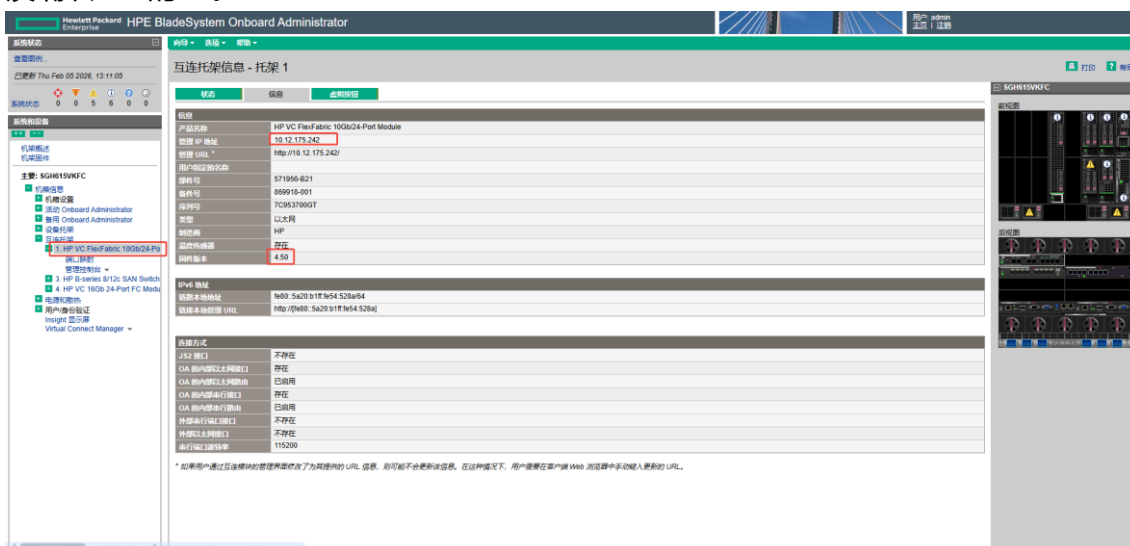 Hewlett Packard Enterprise HPE BladeSystem Onboard Administrator
用户: admin
主页 | 注销
系统状态
向导 选项 帮助
查看图例...
已更新 Thu Feb 05 2026, 13:11:05
系统状态 0 0 5 6 0 0
系统和设备
机架概述
机架固件
主要: SGH615VKFC
机箱信息
机箱设置
活动 Onboard Administrator
备用 Onboard Administrator
设备托架
互连托架
1. HP VC FlexFabric 10Gb/24-Po
端口映射
管理控制台
3. HP B-series 8/12c SAN Switch
4. HP VC 16Gb 24-Port FC Modu
电源和散热
用户/身份验证
Insight 显示屏
Virtual Connect Manager
互连托架信息 - 托架 1
打印
状态 信息 虚拟按钮
信息
产品名称 HP VC FlexFabric 10Gb/24-Port Module
管理 IP 地址 10.12.175.242
管理 URL * http://10.12.175.242/
用户指定的名称
部件号 571956-B21
备件号 869918-001
序列号 7C953700GT
类型 以太网
制造商 HP
温度传感器 存在
固件版本 4.50
IPv6 地址
链路本地地址 fe80::5a20:b1ff:fe54:528a/64
链接本地管理 URL http://[fe80::5a20:b1ff:fe54:528a]
连接方式
JS2 接口 不存在
OA 的内部以太网接口 存在
OA 的内部以太网路由 已启用
OA 的内部串行接口 存在
OA 的内部串行路由 已启用
外部串行端口接口 不存在
外部以太网接口 不存在
串行端口波特率 115200
* 如果用户通过互连模块的管理界面修改了为其提供的 URL 信息，则可能不会更新该信息。在这种情况下，用户需要在客户端 Web 浏览器中手动键入更新的 URL。
SGH615VKFC
前视图
后视图